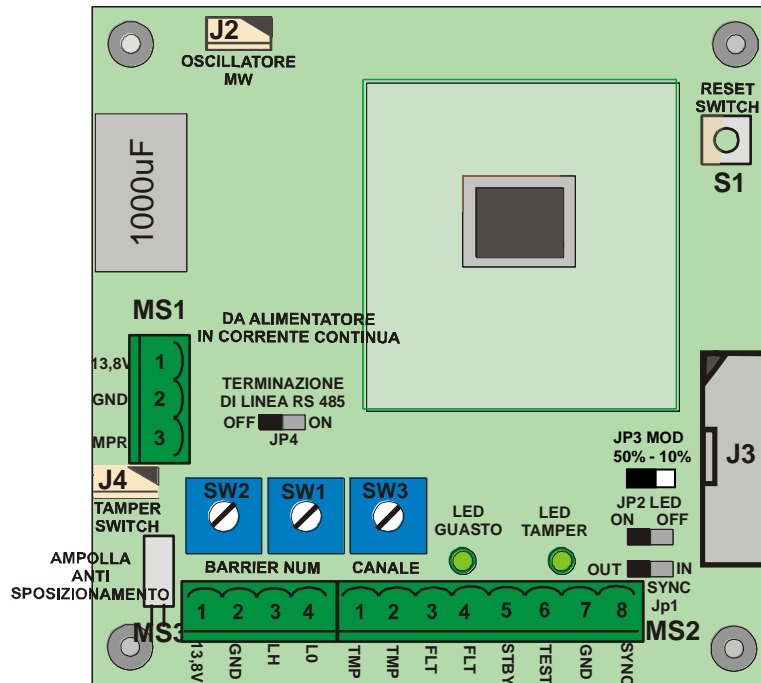 J2
OSCILLATORE
MW
RESET
SWITCH
S1
1000uF
MS1
DA ALIMENTATORE
IN CORRENTE CONTINUA
13,8V 1
GND 2
MPR 3
TERMINAZIONE
DI LINEA RS 485
OFF ON
JP4
JP3 MOD
50% - 10%
J3
J4
TAMPER
SWITCH
SW2 SW1 SW3
LED
GUASTO
LED
TAMPER
JP2 LED
ON OFF
BARRIER NUM CANALE
OUT IN
SYNC
Jp1
AMPOLLA
ANTI
SPOSIZIONAMENTO
1 2 3 4 1 2 3 4 5 6 7 8
MS3 MS2
13,8V GND LH L0 TMP TMP FLT FLT STBY TEST GND SYNC